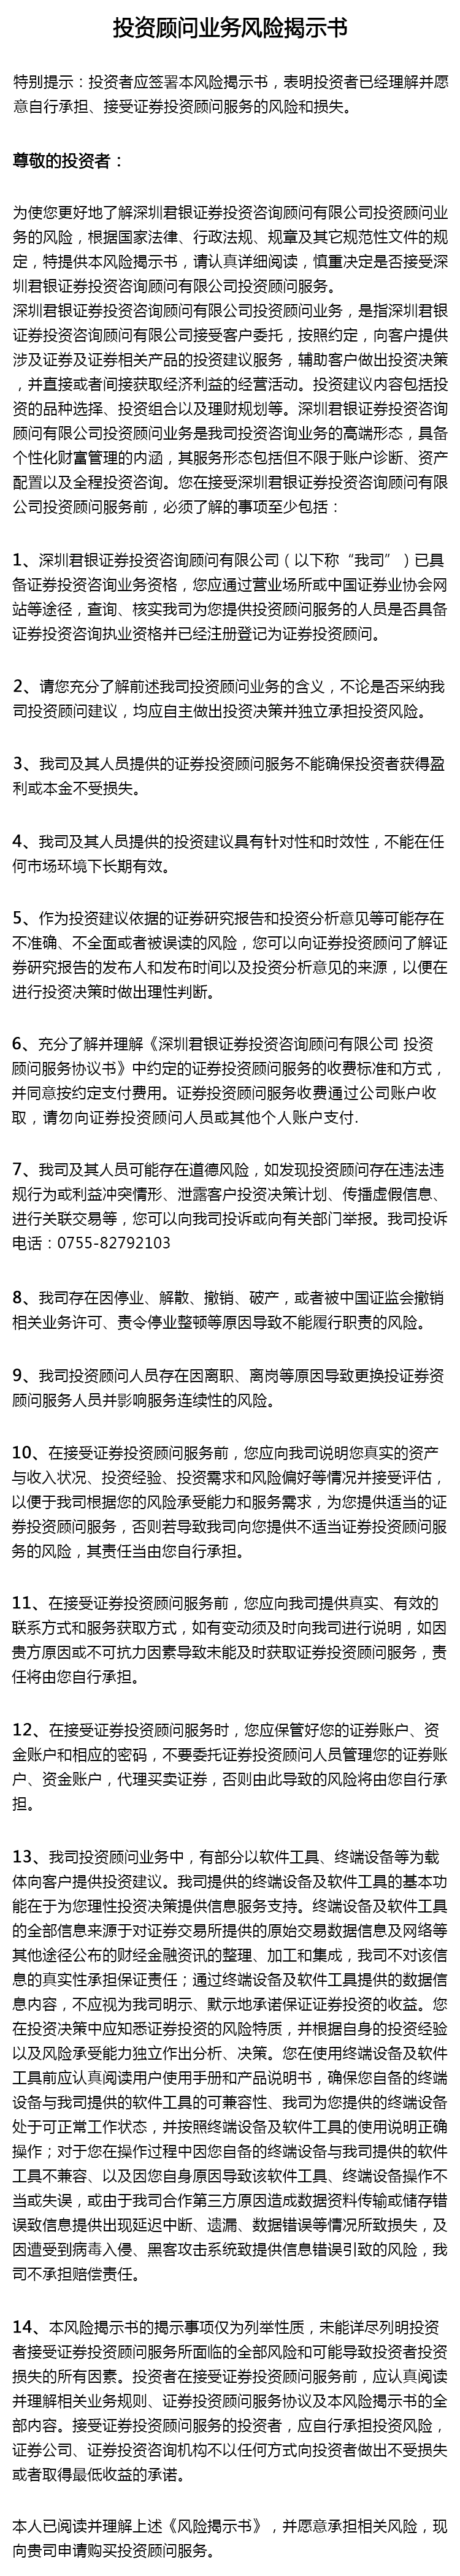 投资顾问业务风险揭示书
特别提示：投资者应签署本风险揭示书，表明投资者已经理解并愿
意自行承担、接受证券投资顾问服务的风险和损失。
尊敬的投资者：
为使您更好地了解深圳君银证券投资咨询顾问有限公司投资顾问业
务的风险，根据国家法律、行政法规、规章及其它规范性文件的规
定，特提供本风险揭示书，请认真详细阅读，慎重决定是否接受深
圳君银证券投资咨询顾问有限公司投资顾问服务。
深圳君银证券投资咨询顾问有限公司投资顾问业务，是指深圳君银
证券投资咨询顾问有限公司接受客户委托，按照约定，向客户提供
涉及证券及证券相关产品的投资建议服务，辅助客户做出投资决策
，并直接或者间接获取经济利益的经营活动。投资建议内容包括投
资的品种选择、投资组合以及理财规划等。深圳君银证券投资咨询
顾问有限公司投资顾问业务是我司投资咨询业务的高端形态，具备
个性化财富管理的内涵，其服务形态包括但不限于账户诊断、资产
配置以及全程投资咨询。您在接受深圳君银证券投资咨询顾问有限
公司投资顾问服务前，必须了解的事项至少包括：
1、深圳君银证券投资咨询顾问有限公司（以下称“我司”）已具
备证券投资咨询业务资格，您应通过营业场所或中国证券业协会网
站等途径，查询、核实我司为您提供投资顾问服务的人员是否具备
证券投资咨询执业资格并已经注册登记为证券投资顾问。
2、请您充分了解前述我司投资顾问业务的含义，不论是否采纳我
司投资顾问建议，均应自主做出投资决策并独立承担投资风险。
3、我司及其人员提供的证券投资顾问服务不能确保投资者获得盈
利或本金不受损失。
4、我司及其人员提供的投资建议具有针对性和时效性，不能在任
何市场环境下长期有效。
5、作为投资建议依据的证券研究报告和投资分析意见等可能存在
不准确、不全面或者被误读的风险，您可以向证券投资顾问了解证
券研究报告的发布人和发布时间以及投资分析意见的来源，以便在
进行投资决策时做出理性判断。
6、充分了解并理解《深圳君银证券投资咨询顾问有限公司 投资
顾问服务协议书》中约定的证券投资顾问服务的收费标准和方式，
并同意按约定支付费用。证券投资顾问服务收费通过公司账户收
取，请勿向证券投资顾问人员或其他个人账户支付.
7、我司及其人员可能存在道德风险，如发现投资顾问存在违法违
规行为或利益冲突情形、泄露客户投资决策计划、传播虚假信息、
进行关联交易等，您可以向我司投诉或向有关部门举报。我司投诉
电话：0755-82792103
8、我司存在因停业、解散、撤销、破产，或者被中国证监会撤销
相关业务许可、责令停业整顿等原因导致不能履行职责的风险。
9、我司投资顾问人员存在因离职、离岗等原因导致更换投证券资
顾问服务人员并影响服务连续性的风险。
10、在接受证券投资顾问服务前，您应向我司说明您真实的资产
与收入状况、投资经验、投资需求和风险偏好等情况并接受评估，
以便于我司根据您的风险承受能力和服务需求，为您提供适当的证
券投资顾问服务，否则若导致我司向您提供不适当证券投资顾问服
务的风险，其责任当由您自行承担。
11、在接受证券投资顾问服务前，您应向我司提供真实、有效的
联系方式和服务获取方式，如有变动须及时向我司进行说明，如因
贵方原因或不可抗力因素导致未能及时获取证券投资顾问服务，责
任将由您自行承担。
12、在接受证券投资顾问服务时，您应保管好您的证券账户、资
金账户和相应的密码，不要委托证券投资顾问人员管理您的证券账
户、资金账户，代理买卖证券，否则由此导致的风险将由您自行承
担。
13、我司投资顾问业务中，有部分以软件工具、终端设备等为载
体向客户提供投资建议。我司提供的终端设备及软件工具的基本功
能在于为您理性投资决策提供信息服务支持。终端设备及软件工具
的全部信息来源于对证券交易所提供的原始交易数据信息及网络等
其他途径公布的财经金融资讯的整理、加工和集成，我司不对该信
息的真实性承担保证责任；通过终端设备及软件工具提供的数据信
息内容，不应视为我司明示、默示地承诺保证证券投资的收益。您
在投资决策中应知悉证券投资的风险特质，并根据自身的投资经验
以及风险承受能力独立作出分析、决策。您在使用终端设备及软件
工具前应认真阅读用户使用手册和产品说明书，确保您自备的终端
设备与我司提供的软件工具的可兼容性、我司为您提供的终端设备
处于可正常工作状态，并按照终端设备及软件工具的使用说明正确
操作；对于您在操作过程中因您自备的终端设备与我司提供的软件
工具不兼容、以及因您自身原因导致该软件工具、终端设备操作不
当或失误，或由于我司合作第三方原因造成数据资料传输或储存错
误致信息提供出现延迟中断、遗漏、数据错误等情况所致损失，及
因遭受到病毒入侵、黑客攻击系统致提供信息错误引致的风险，我
司不承担赔偿责任。
14、本风险揭示书的揭示事项仅为列举性质，未能详尽列明投资
者接受证券投资顾问服务所面临的全部风险和可能导致投资者投资
损失的所有因素。投资者在接受证券投资顾问服务前，应认真阅读
并理解相关业务规则、证券投资顾问服务协议及本风险揭示书的全
部内容。接受证券投资顾问服务的投资者，应自行承担投资风险，
证券公司、证券投资咨询机构不以任何方式向投资者做出不受损失
或者取得最低收益的承诺。
本人已阅读并理解上述《风险揭示书》，并愿意承担相关风险，现
向贵司申请购买投资顾问服务。